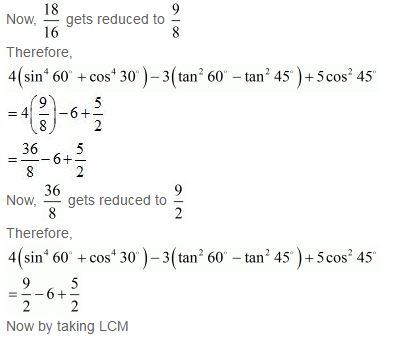 Now, 18/16 gets reduced to 9/8
Therefore,
4(sin⁴ 60° + cos⁴ 30°) − 3(tan² 60° − tan² 45°) + 5cos² 45°
= 4(9/8) − 6 + 5/2
= 36/8 − 6 + 5/2
Now, 36/8 gets reduced to 9/2
Therefore,
4(sin⁴ 60° + cos⁴ 30°) − 3(tan² 60° − tan² 45°) + 5cos² 45°
= 9/2 − 6 + 5/2
Now by taking LCM